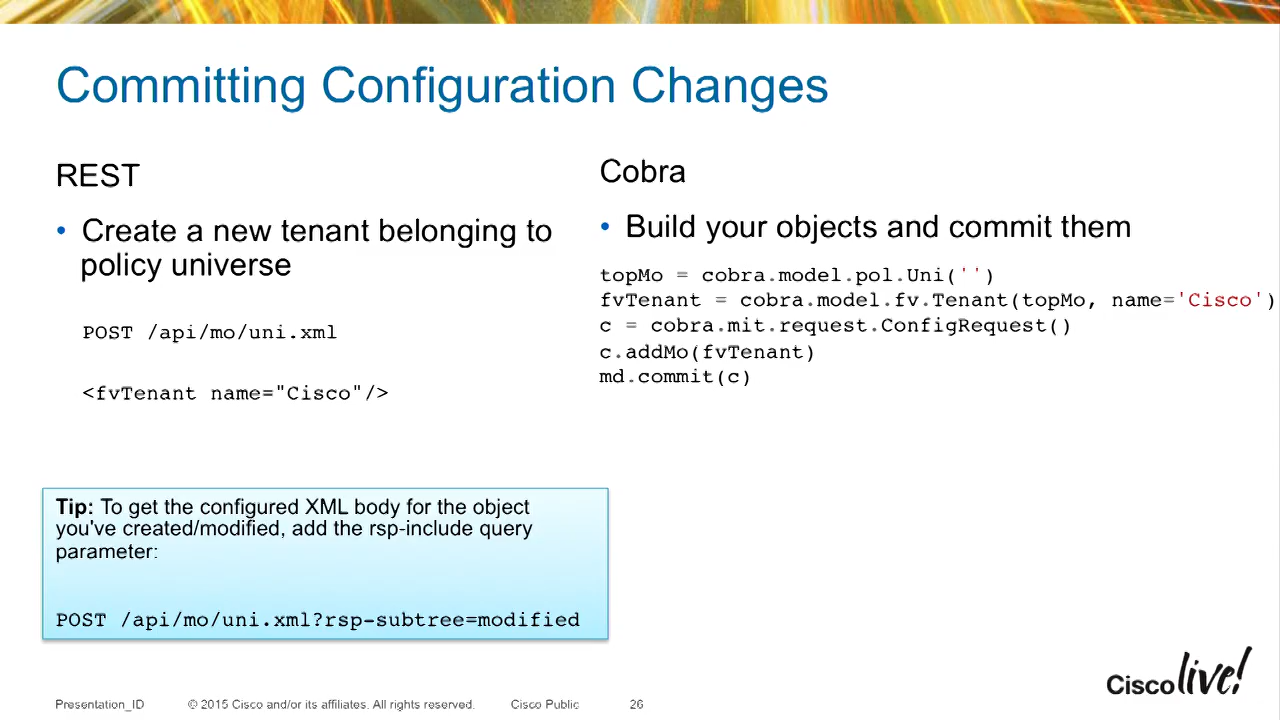 Committing Configuration Changes
REST
• Create a new tenant belonging to
policy universe
POST /api/mo/uni.xml
<fvTenant name="Cisco"/>
Tip: To get the configured XML body for the object
you've created/modified, add the rsp-include query
parameter:
POST /api/mo/uni.xml?rsp-subtree=modified
Cobra
• Build your objects and commit them
topMo = cobra.model.pol.Uni('')
fvTenant = cobra.model.fv.Tenant(topMo, name='Cisco')
c = cobra.mit.request.ConfigRequest()
c.addMo(fvTenant)
md.commit(c)
Presentation_ID © 2015 Cisco and/or its affiliates. All rights reserved. Cisco Public 26
Cisco live!